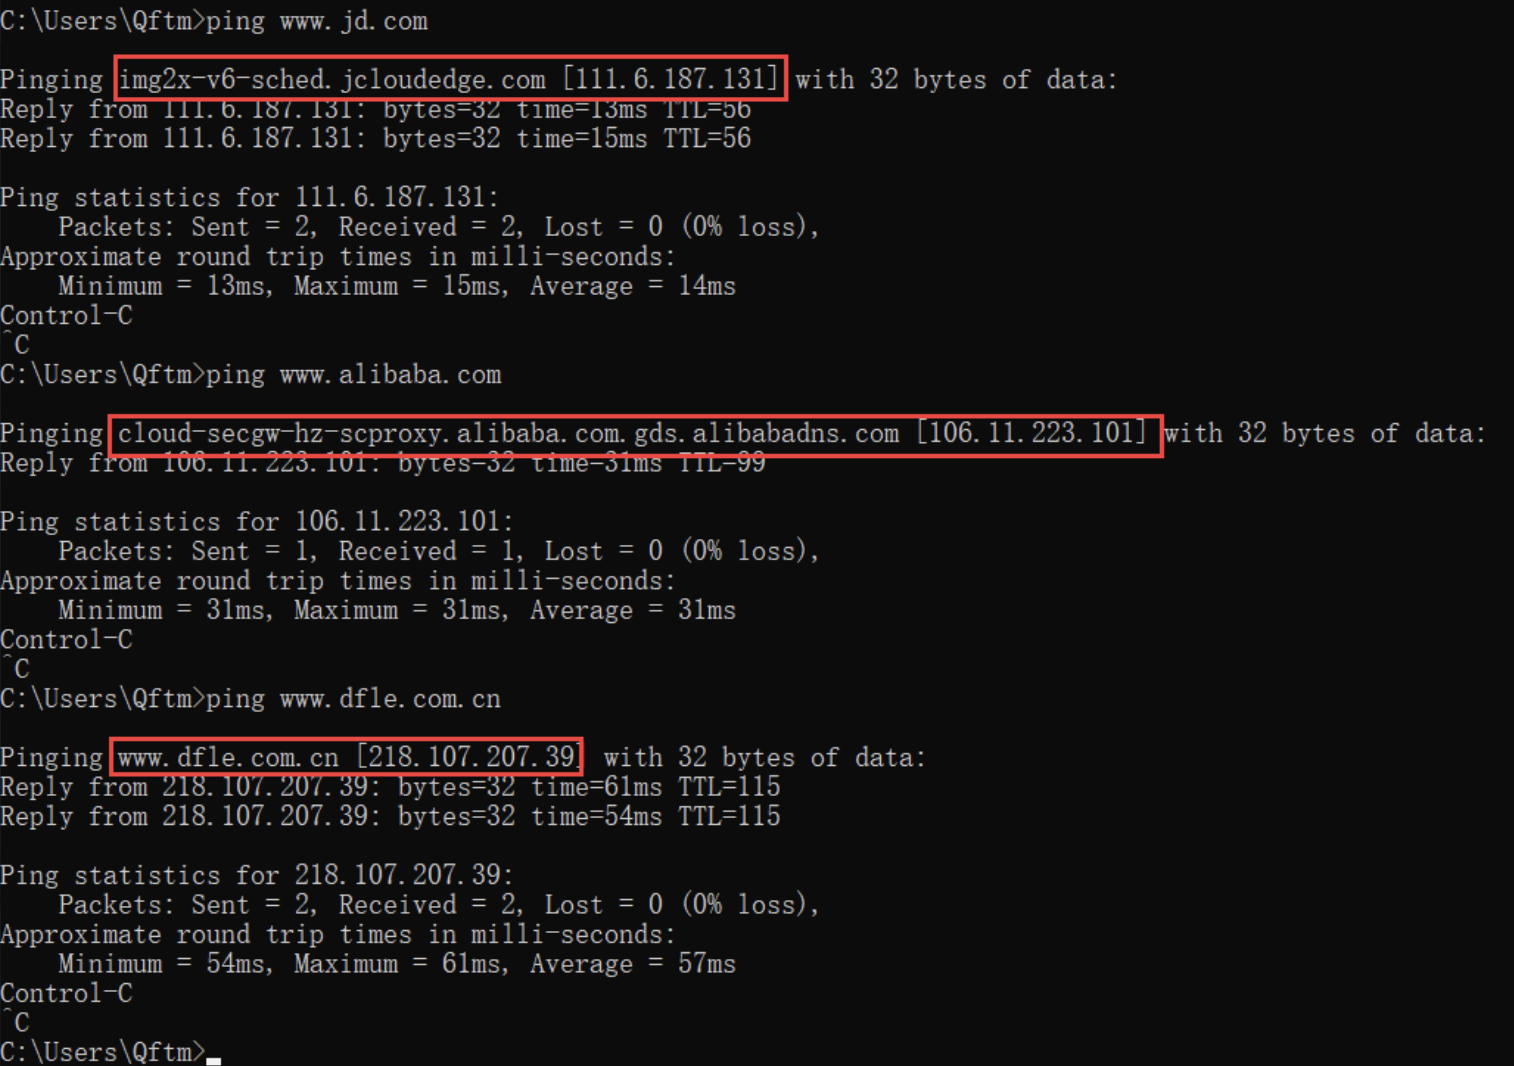 C:\Users\Qftm>ping www.jd.com
Pinging img2x-v6-sched.jcloudedge.com [111.6.187.131] with 32 bytes of data:
Reply from 111.6.187.131: bytes=32 time=13ms TTL=56
Reply from 111.6.187.131: bytes=32 time=15ms TTL=56
Ping statistics for 111.6.187.131:
    Packets: Sent = 2, Received = 2, Lost = 0 (0% loss),
Approximate round trip times in milli-seconds:
    Minimum = 13ms, Maximum = 15ms, Average = 14ms
Control-C
^C
C:\Users\Qftm>ping www.alibaba.com
Pinging cloud-secgw-hz-scproxy.alibaba.com.gds.alibabadns.com [106.11.223.101] with 32 bytes of data:
Reply from 106.11.223.101: bytes=32 time=31ms TTL=99
Ping statistics for 106.11.223.101:
    Packets: Sent = 1, Received = 1, Lost = 0 (0% loss),
Approximate round trip times in milli-seconds:
    Minimum = 31ms, Maximum = 31ms, Average = 31ms
Control-C
^C
C:\Users\Qftm>ping www.dfle.com.cn
Pinging www.dfle.com.cn [218.107.207.39] with 32 bytes of data:
Reply from 218.107.207.39: bytes=32 time=61ms TTL=115
Reply from 218.107.207.39: bytes=32 time=54ms TTL=115
Ping statistics for 218.107.207.39:
    Packets: Sent = 2, Received = 2, Lost = 0 (0% loss),
Approximate round trip times in milli-seconds:
    Minimum = 54ms, Maximum = 61ms, Average = 57ms
Control-C
^C
C:\Users\Qftm>